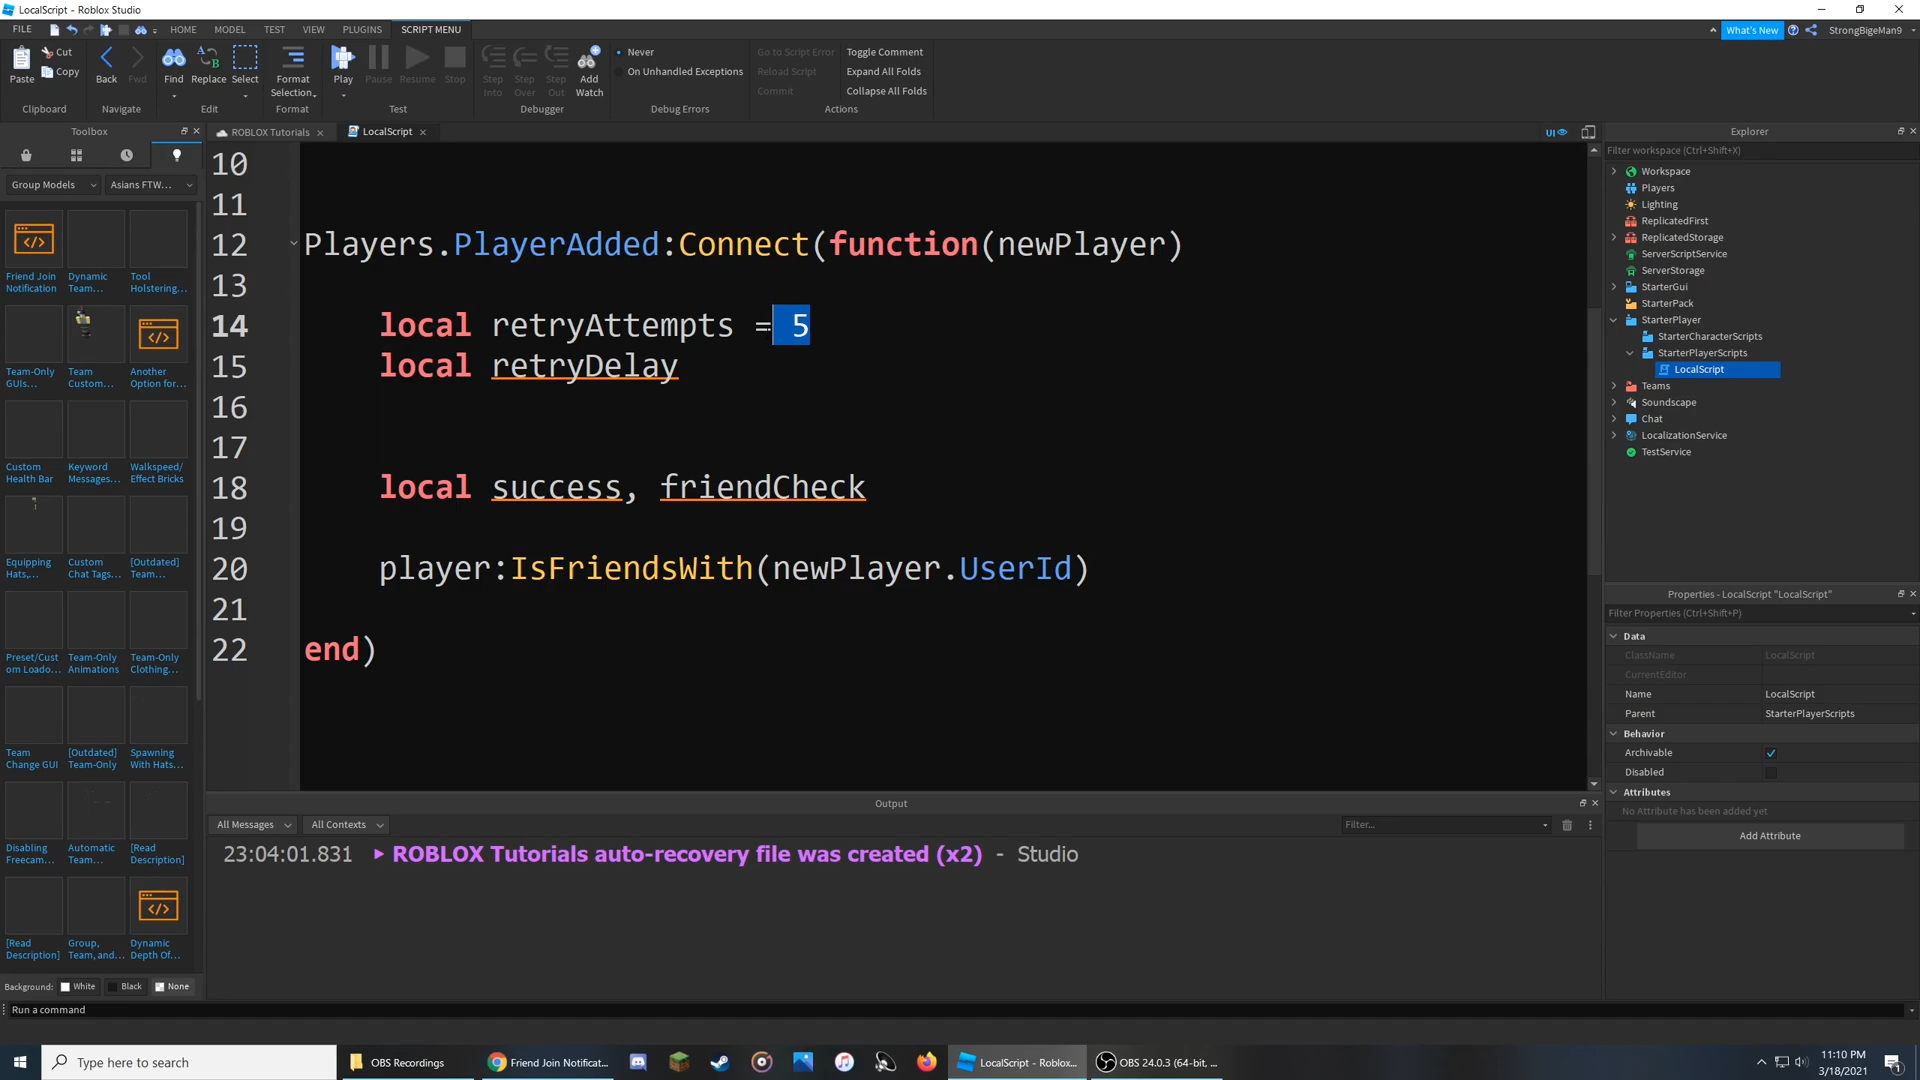 LocalScript - Roblox Studio
FILE HOME MODEL TEST VIEW PLUGINS SCRIPT MENU What's New StrongBigeMan9
Paste Cut Copy Back Fwd Find Replace Select Format Selection Play Pause Resume Stop Step Into Step Over Step Out Add Watch
Never
On Unhandled Exceptions
Go to Script Error
Reload Script
Commit
Toggle Comment
Expand All Folds
Collapse All Folds
Clipboard Navigate Edit Format Test Debugger Debug Errors Actions
Toolbox
Group Models Asians FTW...
Friend Join Notification
Dynamic Team...
Tool Holstering...
Team-Only GUIs...
Team Custom...
Another Option for...
Custom Health Bar
Keyword Messages...
Walkspeed/ Effect Bricks
Equipping Hats,...
Custom Chat Tags...
[Outdated] Team...
Preset/Cust om Loado...
Team-Only Animations
Team-Only Clothing...
Team Change GUI
[Outdated] Team-Only
Spawning With Hats...
Disabling Freecam...
Automatic Team...
[Read Description]
[Read Description]
Group, Team, and...
Dynamic Depth Of...
Background: White Black None
ROBLOX Tutorials LocalScript UI
10
11
12 Players.PlayerAdded:Connect(function(newPlayer)
13
14 local retryAttempts = 5
15 local retryDelay
16
17
18 local success, friendCheck
19
20 player:IsFriendsWith(newPlayer.UserId)
21
22 end)
Output
All Messages All Contexts Filter...
23:04:01.831 ROBLOX Tutorials auto-recovery file was created (x2) - Studio
Explorer
Filter workspace (Ctrl+Shift+X)
Workspace
Players
Lighting
ReplicatedFirst
ReplicatedStorage
ServerScriptService
ServerStorage
StarterGui
StarterPack
StarterPlayer
StarterCharacterScripts
StarterPlayerScripts
LocalScript
Teams
Soundscape
Chat
LocalizationService
TestService
Properties - LocalScript "LocalScript"
Filter Properties (Ctrl+Shift+P)
Data
ClassName LocalScript
CurrentEditor
Name LocalScript
Parent StarterPlayerScripts
Behavior
Archivable
Disabled
Attributes
No Attribute has been added yet
Add Attribute
Run a command
Type here to search
OBS Recordings
Friend Join Notificat...
LocalScript - Roblox...
OBS 24.0.3 (64-bit, ...
11:10 PM
3/18/2021
1